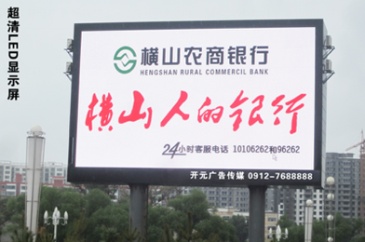 超清LED显示屏
横山农商银行
HENGSHAN RURAL COMMERCIL BANK
横山人的银行
24小时客服电话 10106262和96262
开元广告传媒 0912-7688888